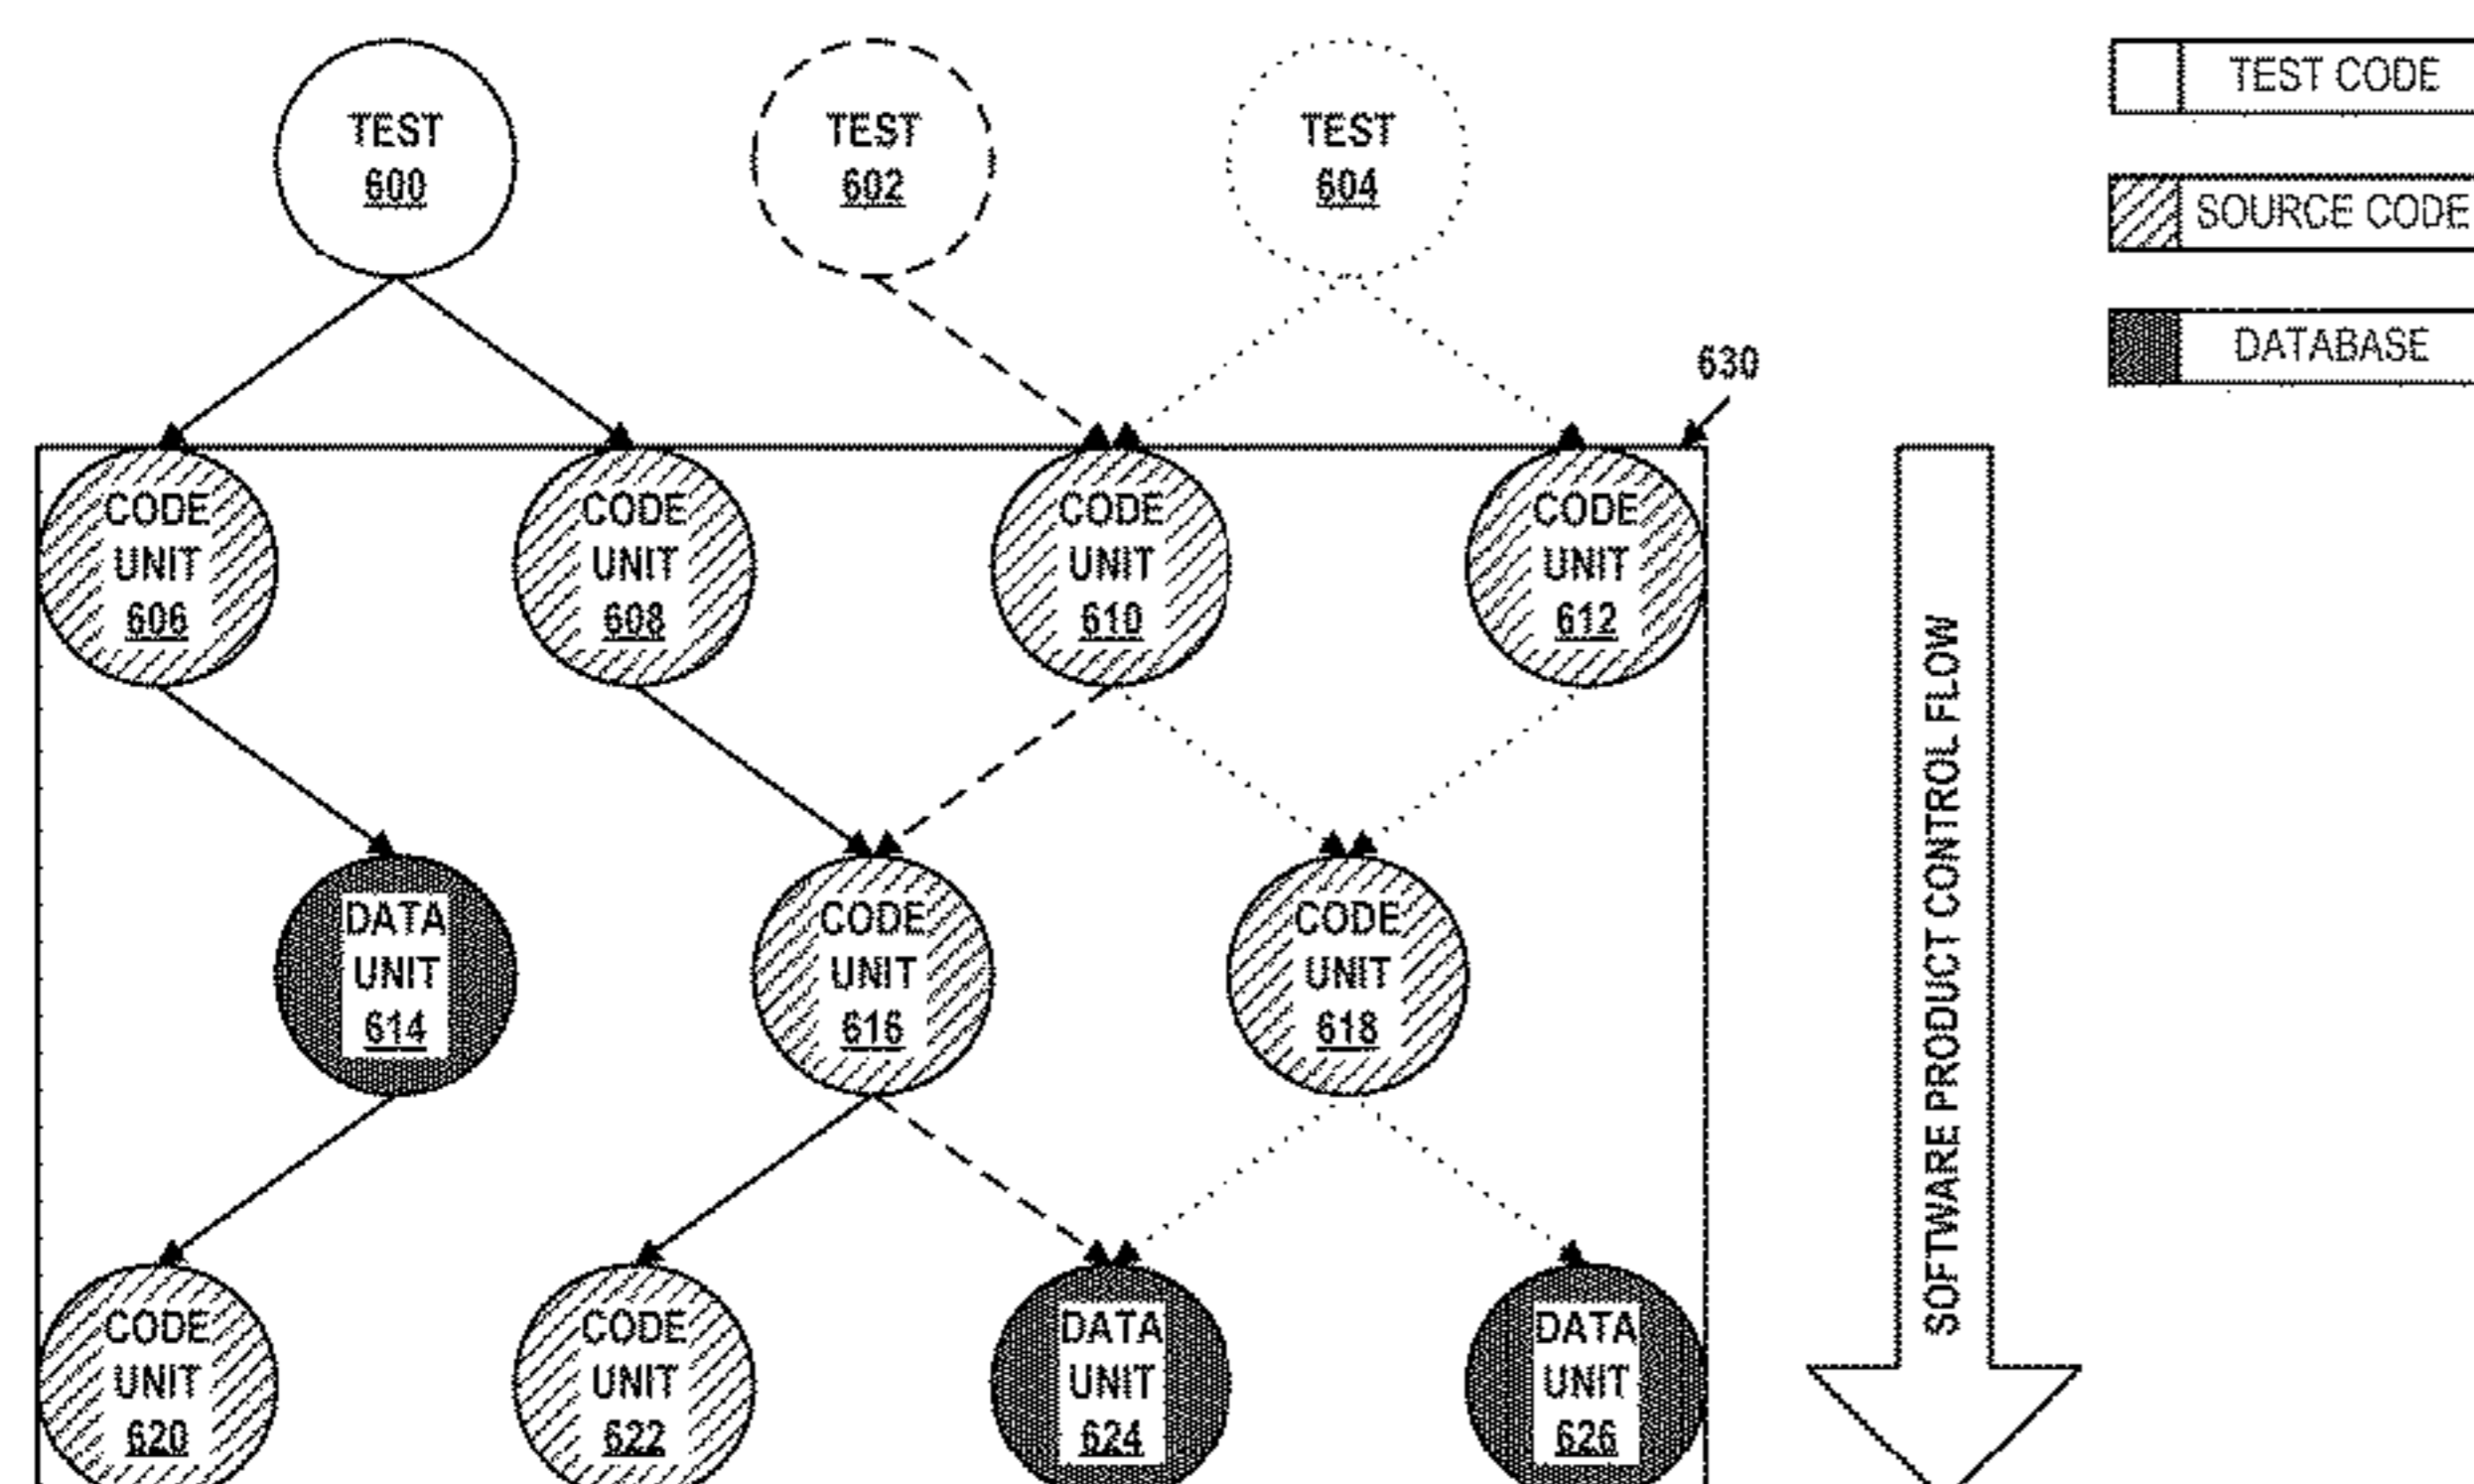 TEST
600
TEST
602
TEST
604
TEST CODE
SOURCE CODE
DATABASE
630
CODE
UNIT
606
CODE
UNIT
608
CODE
UNIT
610
CODE
UNIT
612
DATA
UNIT
614
CODE
UNIT
616
CODE
UNIT
618
CODE
UNIT
620
CODE
UNIT
622
DATA
UNIT
624
DATA
UNIT
626
SOFTWARE PRODUCT CONTROL FLOW